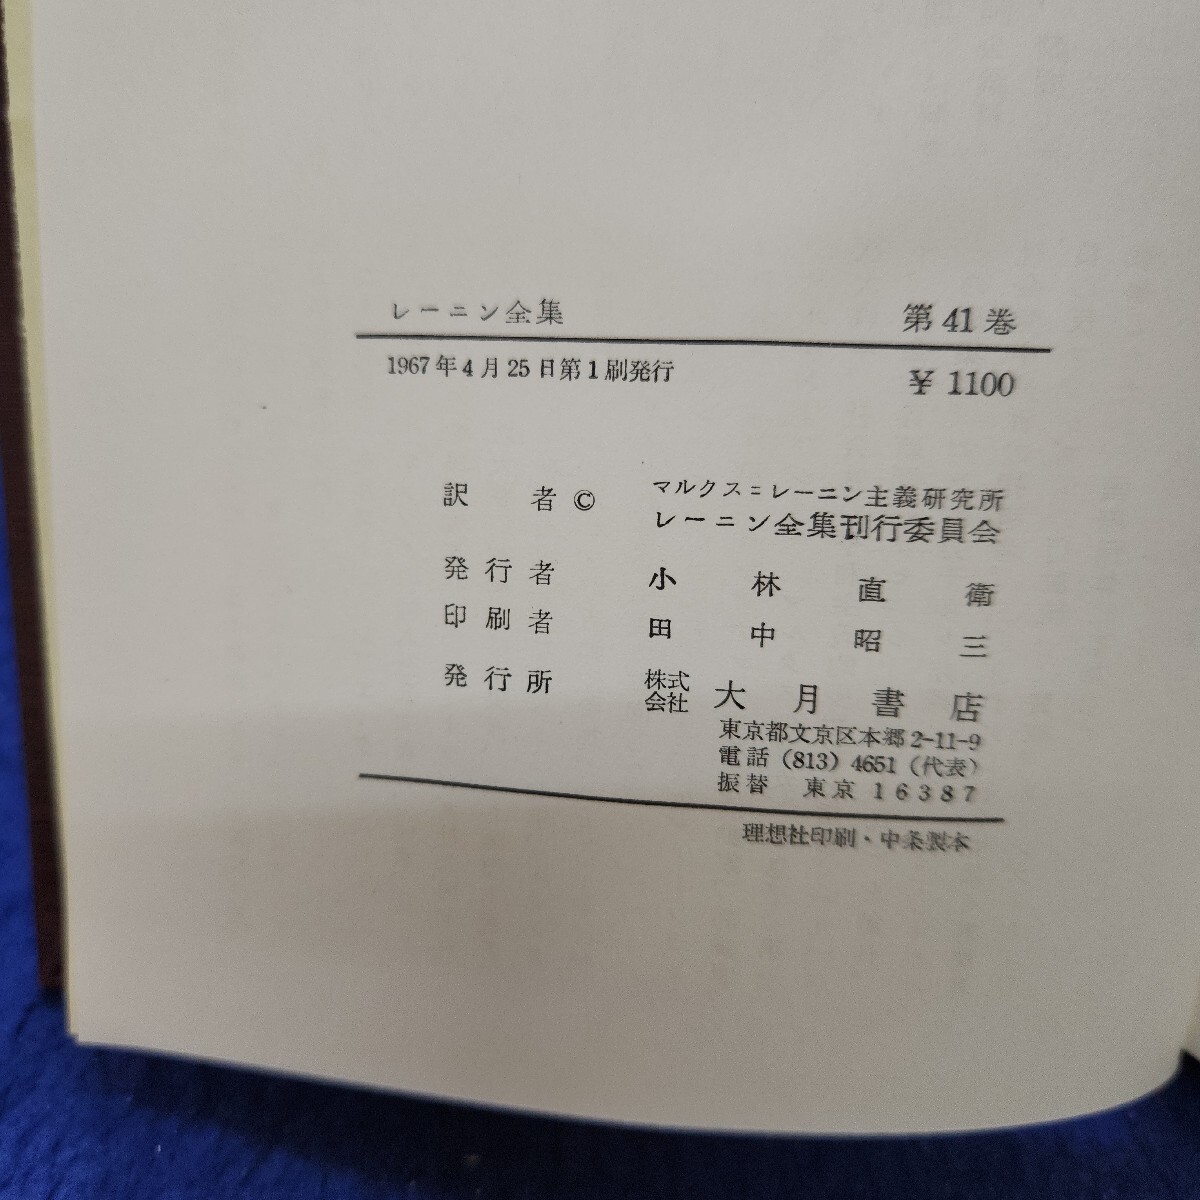 レーニン全集 第41巻
1967年4月25日第1刷発行 ¥1100
訳者© マルクス=レーニン主義研究所
レーニン全集刊行委員会
発行者 小林直衛
印刷者 田中昭三
発行所 株式会社 大月書店
東京都文京区本郷2-11-9
電話(813)4651(代表)
振替 東京16387
理想社印刷・中条製本